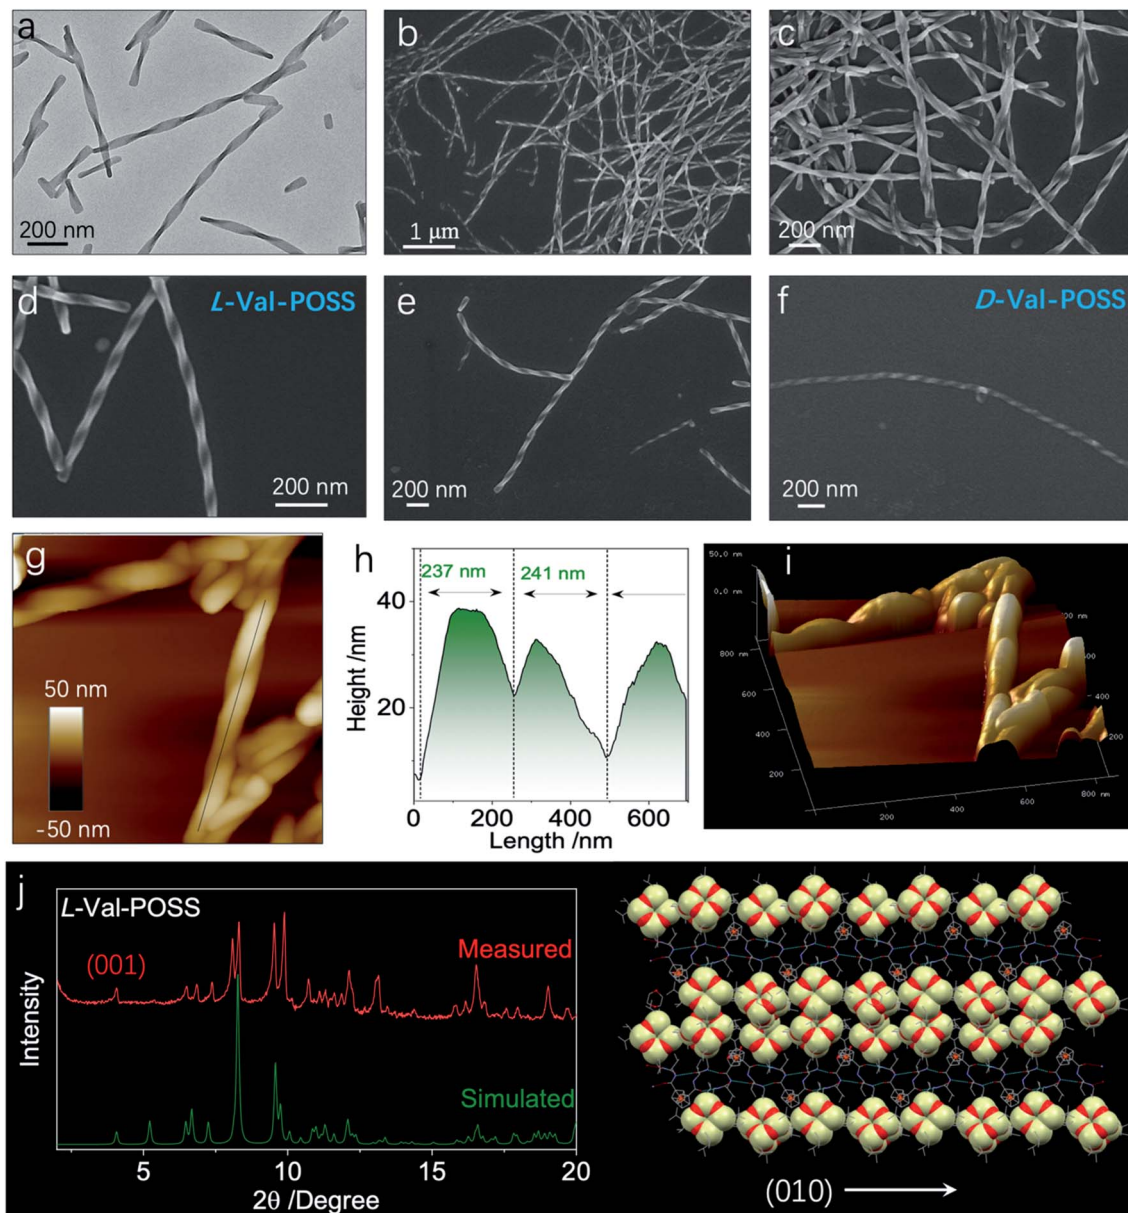 a
200 nm
b
1 μm
c
200 nm
d
L-Val-POSS
200 nm
e
200 nm
f
D-Val-POSS
200 nm
g
50 nm
-50 nm
h
237 nm
241 nm
40
20
Height /nm
0
200
400
600
Length /nm
i
50.0 nm
0.0 nm
800 nm
600
400
200
200
400
600
800 nm
600
400
200
j
L-Val-POSS
(001)
Measured
Simulated
Intensity
5
10
15
20
2θ /Degree
(010)